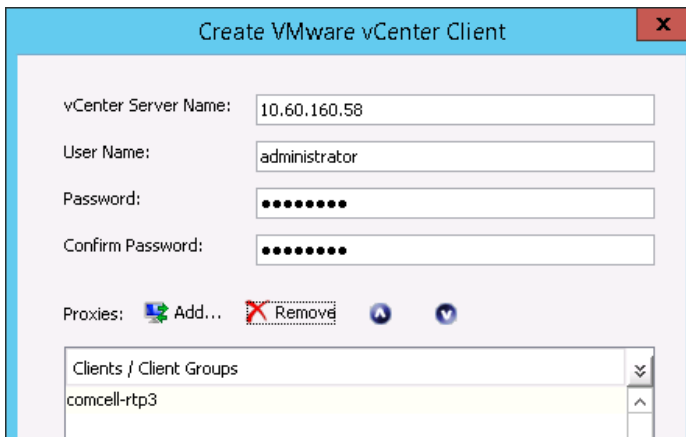 Create VMware vCenter Client
x
vCenter Server Name: 10.60.160.58
User Name: administrator
Password: ●●●●●●●●
Confirm Password: ●●●●●●●●
Proxies: Add... Remove
Clients / Client Groups
comcell-rtp3